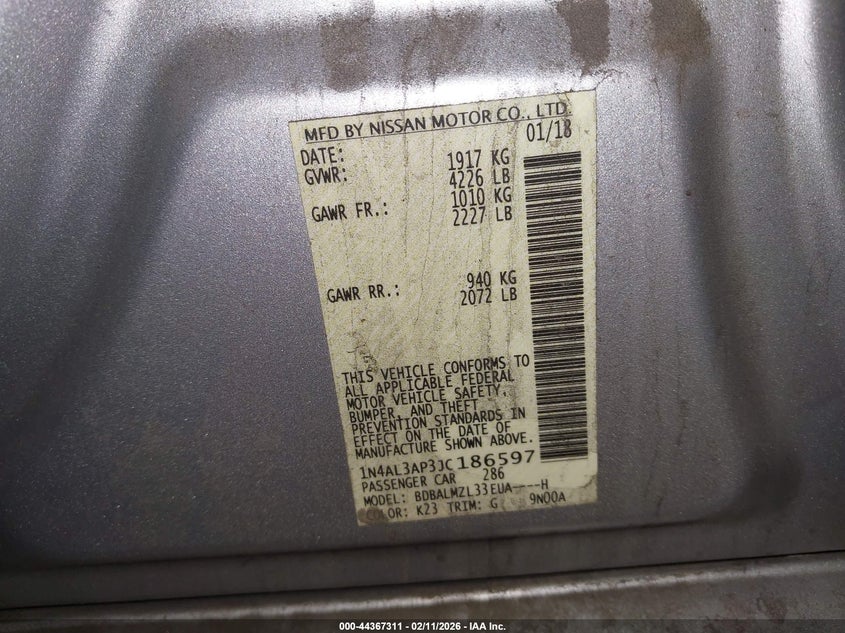 MFD BY NISSAN MOTOR CO., LTD.
DATE: 01/18
GVWR: 1917 KG
4226 LB
GAWR FR.: 1010 KG
2227 LB
GAWR RR.: 940 KG
2072 LB
THIS VEHICLE CONFORMS TO
ALL APPLICABLE FEDERAL
MOTOR VEHICLE SAFETY,
BUMPER, AND THEFT
PREVENTION STANDARDS IN
EFFECT ON THE DATE OF
MANUFACTURE SHOWN ABOVE.
1N4AL3AP3JC186597
PASSENGER CAR 286
MODEL: BDBALMZL33EUA----H
COLOR: K23 TRIM: G 9N00A
000-44367311 - 02/11/2026 - IAA Inc.